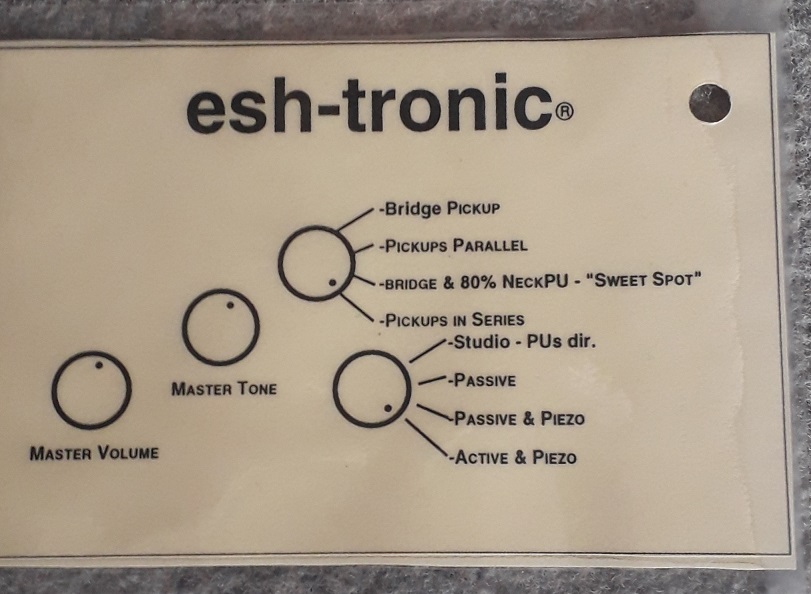 esh-tronic®
-Bridge PICKUP
-PICKUPS PARALLEL
-BRIDGE & 80% NECKPU - "SWEET SPOT"
-PICKUPS IN SERIES
-Studio - PUs dir.
-PASSIVE
PASSIVE & PIEZO
-ACTIVE & PIEZO
MASTER TONE
MASTER VOLUME